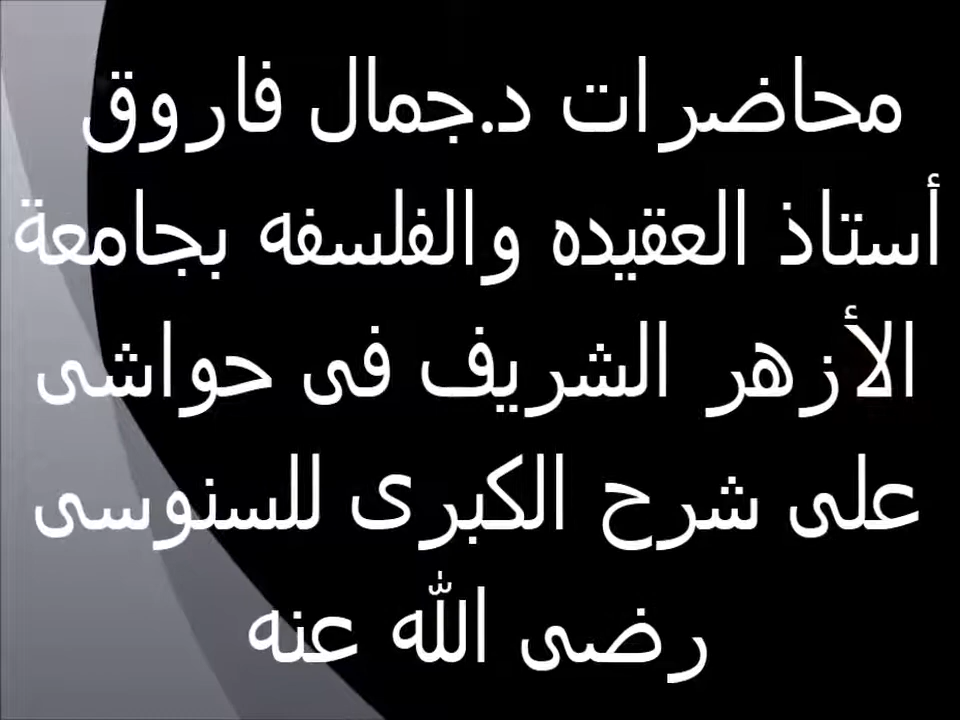 محاضرات د.جمال فاروق
أستاذ العقيده والفلسفه بجامعة
الأزهر الشريف فى حواشى
على شرح الكبرى للسنوسى
رضى الله عنه